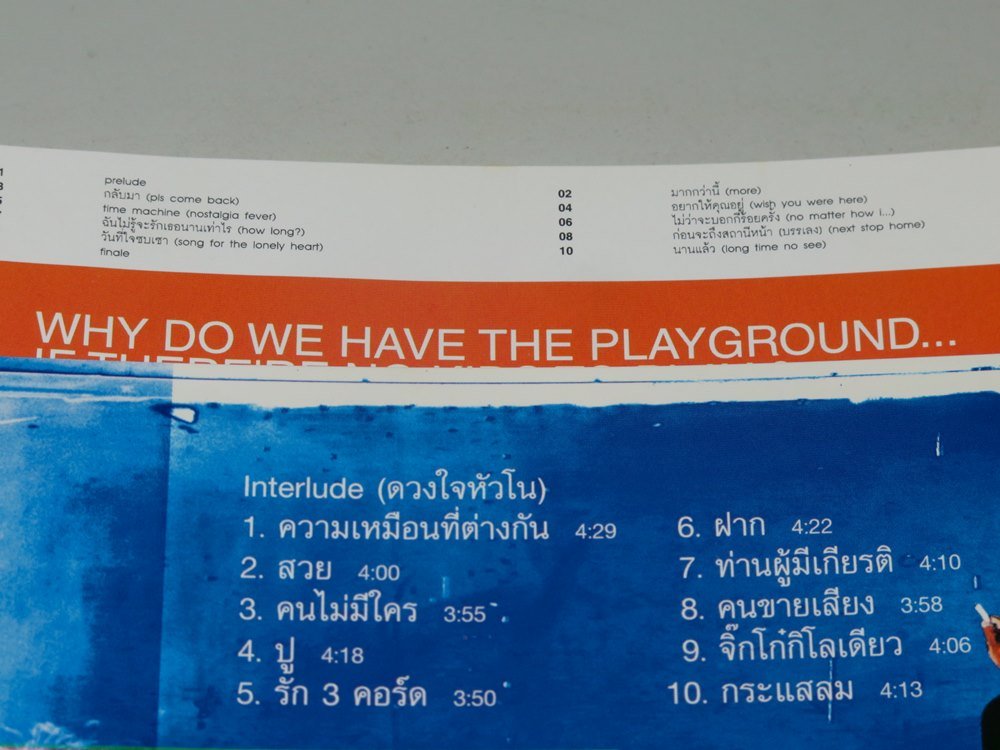 prelude
กลับมา (pls come back)
time machine (nostalgia fever)
ฉันไม่รู้จะรักเธอนานเท่าไร (how long?)
วันที่ใจซบเซา (song for the lonely heart)
finale
02 มากกว่านี้ (more)
04 อยากให้คุณอยู่ (wish you were here)
06 ไม่ว่าจะบอกกี่ร้อยครั้ง (no matter how i...)
08 ก่อนจะถึงสถานีหน้า (บรรเลง) (next stop home)
10 นานแล้ว (long time no see)
WHY DO WE HAVE THE PLAYGROUND...
Interlude (ดวงใจหัวโน)
1. ความเหมือนที่ต่างกัน 4:29
2. สวย 4:00
3. คนไม่มีใคร 3:55
4. ปู 4:18
5. รัก 3 คอร์ด 3:50
6. ฝาก 4:22
7. ท่านผู้มีเกียรติ 4:10
8. คนขายเสียง 3:58
9. จิ๊กโก๋กิโลเดียว 4:06
10. กระแสลม 4:13